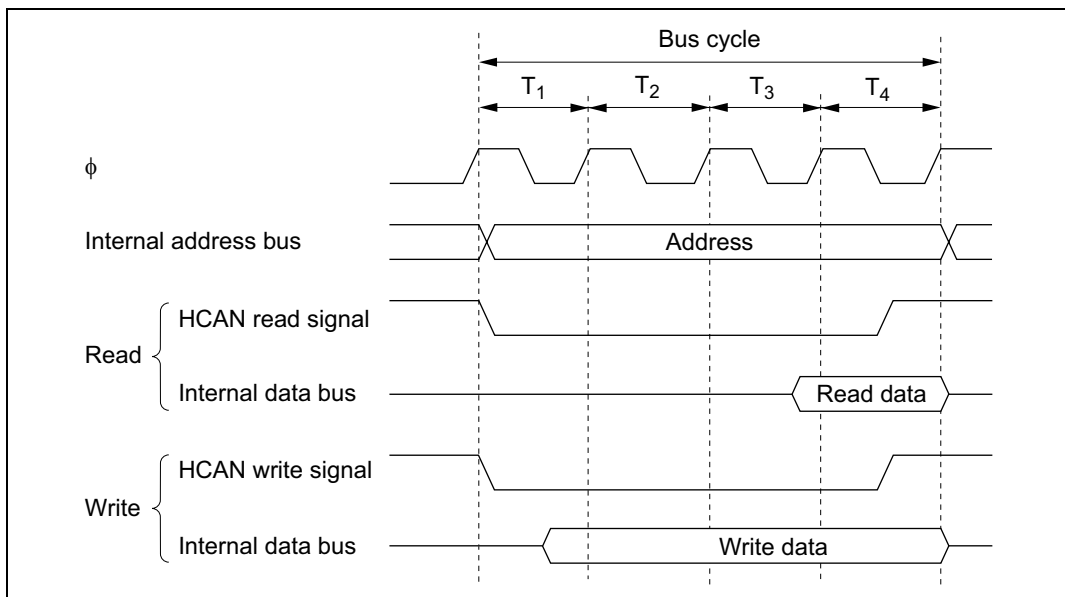 Bus cycle
T1 T2 T3 T4
ϕ
Internal address bus Address
HCAN read signal
Read
Internal data bus Read data
HCAN write signal
Write
Internal data bus Write data